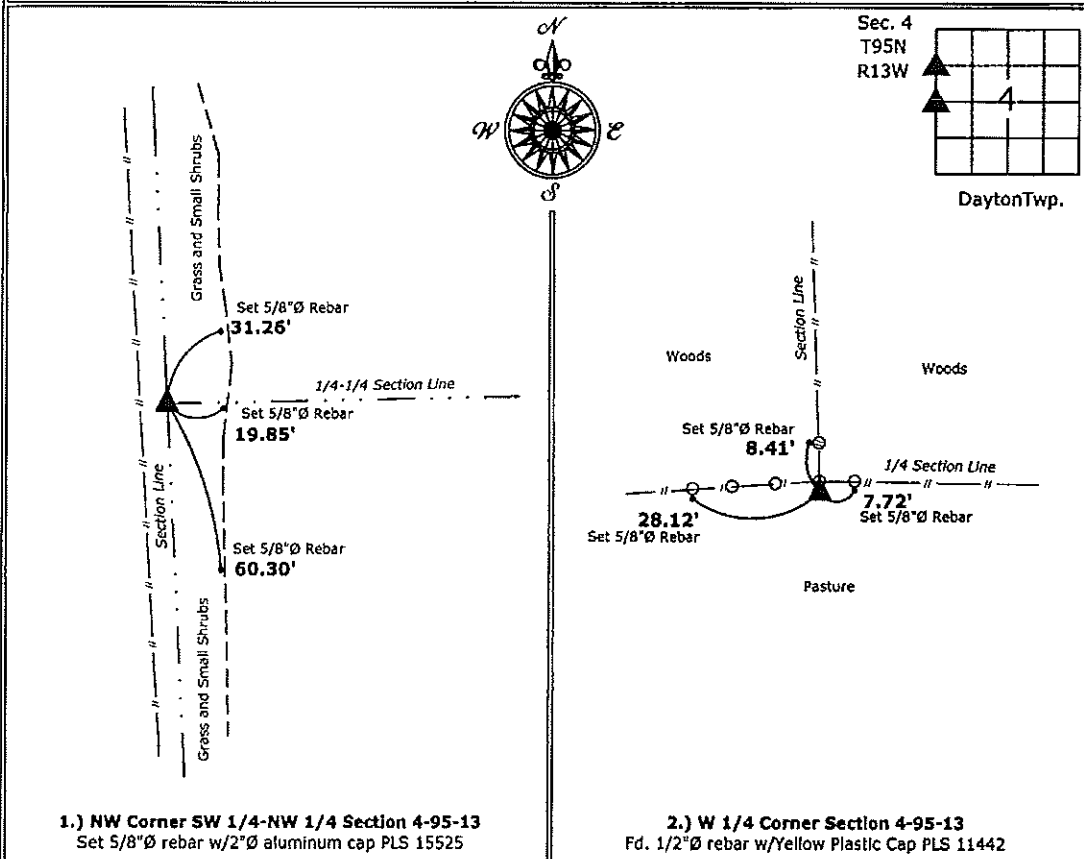 N
W
E
S
Sec. 4
T95N
R13W
4
DaytonTwp.
Grass and Small Shrubs
Set 5/8"Ø Rebar
31.26'
1/4-1/4 Section Line
Set 5/8"Ø Rebar
19.85'
Section Line
Set 5/8"Ø Rebar
60.30'
Grass and Small Shrubs
1.) NW Corner SW 1/4-NW 1/4 Section 4-95-13
Set 5/8"Ø rebar w/2"Ø aluminum cap PLS 15525
Section Line
Woods
Woods
Set 5/8"Ø Rebar
8.41'
1/4 Section Line
28.12'
Set 5/8"Ø Rebar
7.72'
Set 5/8"Ø Rebar
Pasture
2.) W 1/4 Corner Section 4-95-13
Fd. 1/2"Ø rebar w/Yellow Plastic Cap PLS 11442